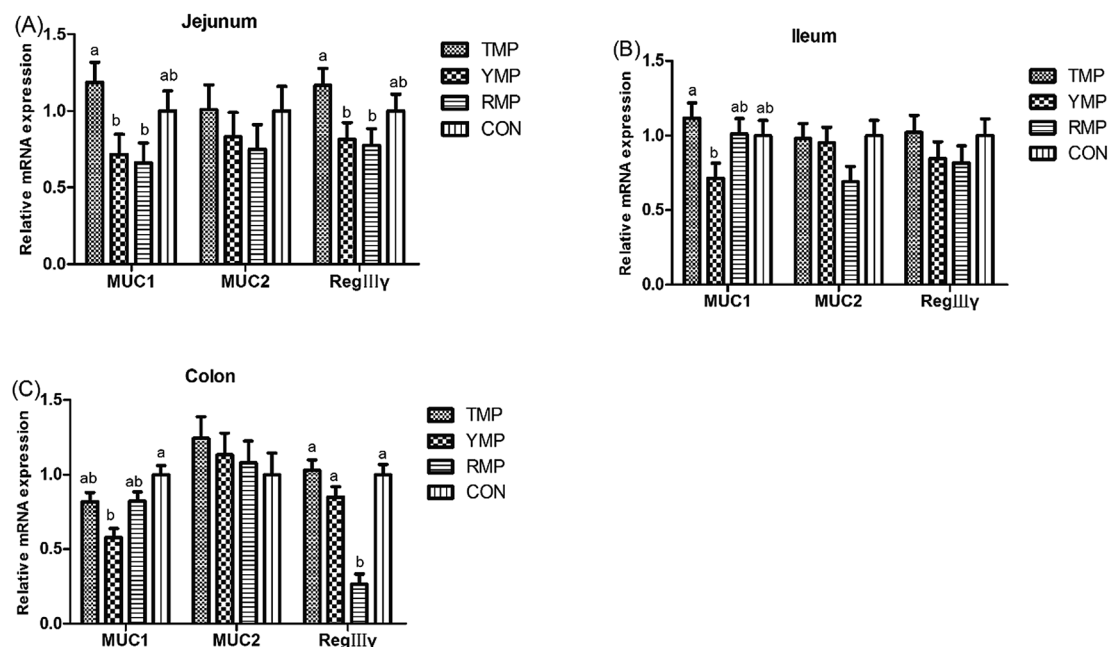 (A)
Jejunum
Relative mRNA expression
1.5
1.0
0.5
0.0
a
b
b
ab
a
b
b
ab
MUC1
MUC2
RegIIIγ
TMP
YMP
RMP
CON
(B)
Ileum
Relative mRNA expression
1.5
1.0
0.5
0.0
a
b
ab
ab
MUC1
MUC2
RegIIIγ
TMP
YMP
RMP
CON
(C)
Colon
Relative mRNA expression
1.5
1.0
0.5
0.0
ab
b
ab
a
a
a
b
a
MUC1
MUC2
RegIIIγ
TMP
YMP
RMP
CON